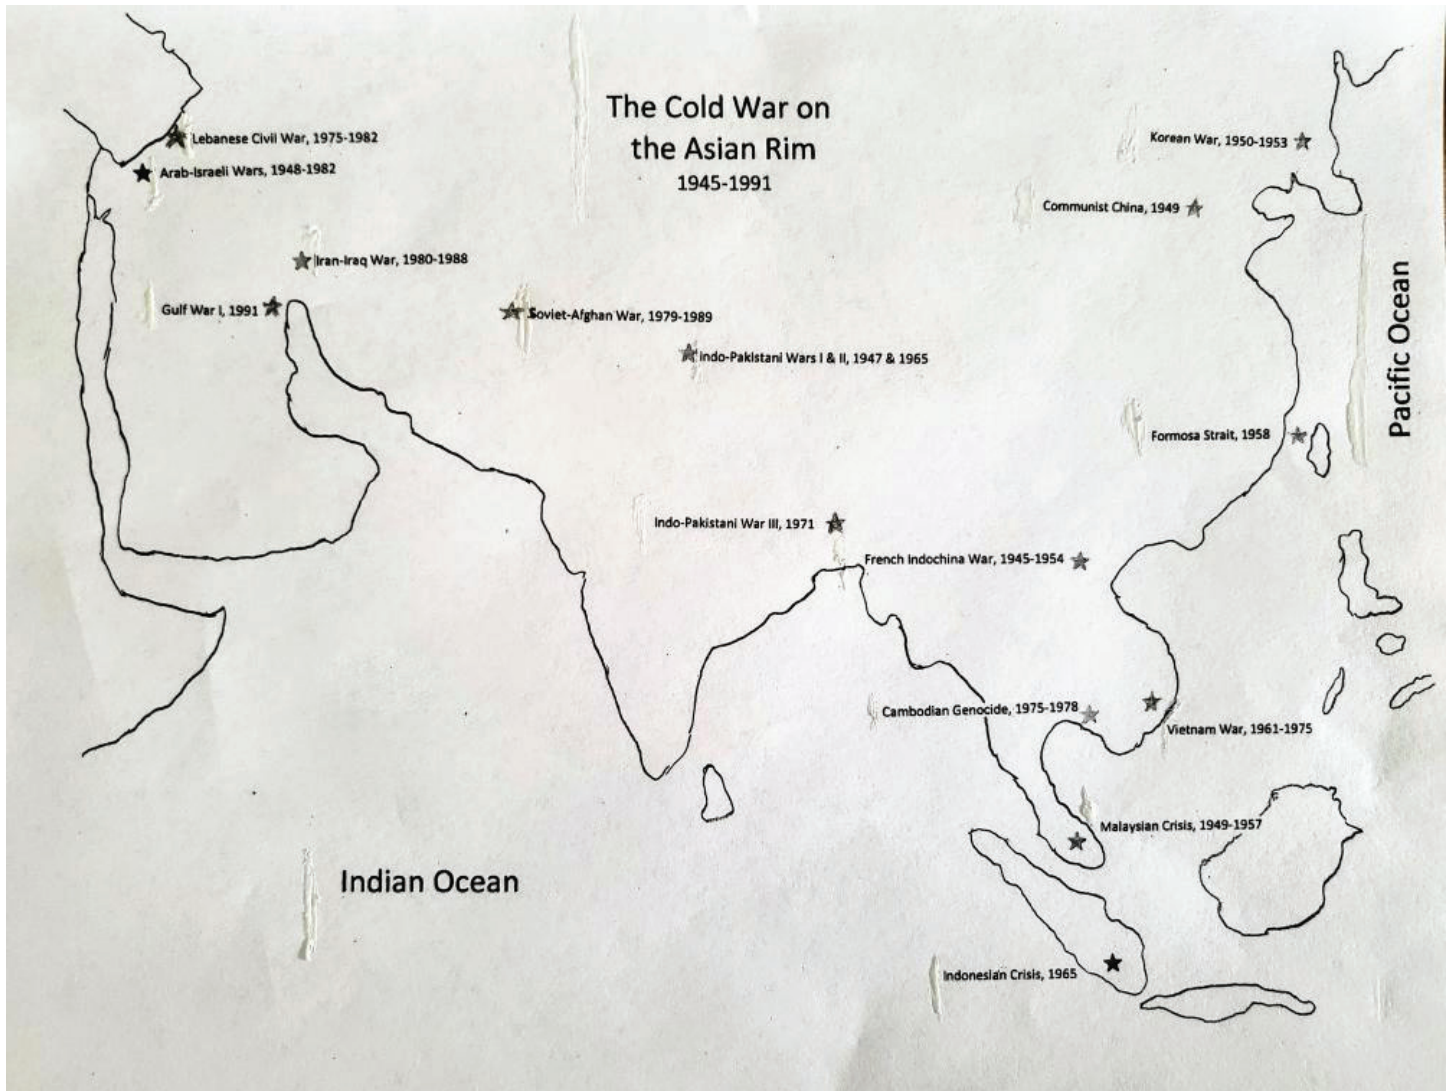 The Cold War on
the Asian Rim
1945-1991
Lebanese Civil War, 1975-1982
Korean War, 1950-1953
Arab-Israeli Wars, 1948-1982
Communist China, 1949
Iran-Iraq War, 1980-1988
Gulf War I, 1991
Soviet-Afghan War, 1979-1989
Indo-Pakistani Wars I & II, 1947 & 1965
Pacific Ocean
Formosa Strait, 1958
Indo-Pakistani War III, 1971
French Indochina War, 1945-1954
Cambodian Genocide, 1975-1978
Vietnam War, 1961-1975
Malaysian Crisis, 1949-1957
Indian Ocean
Indonesian Crisis, 1965